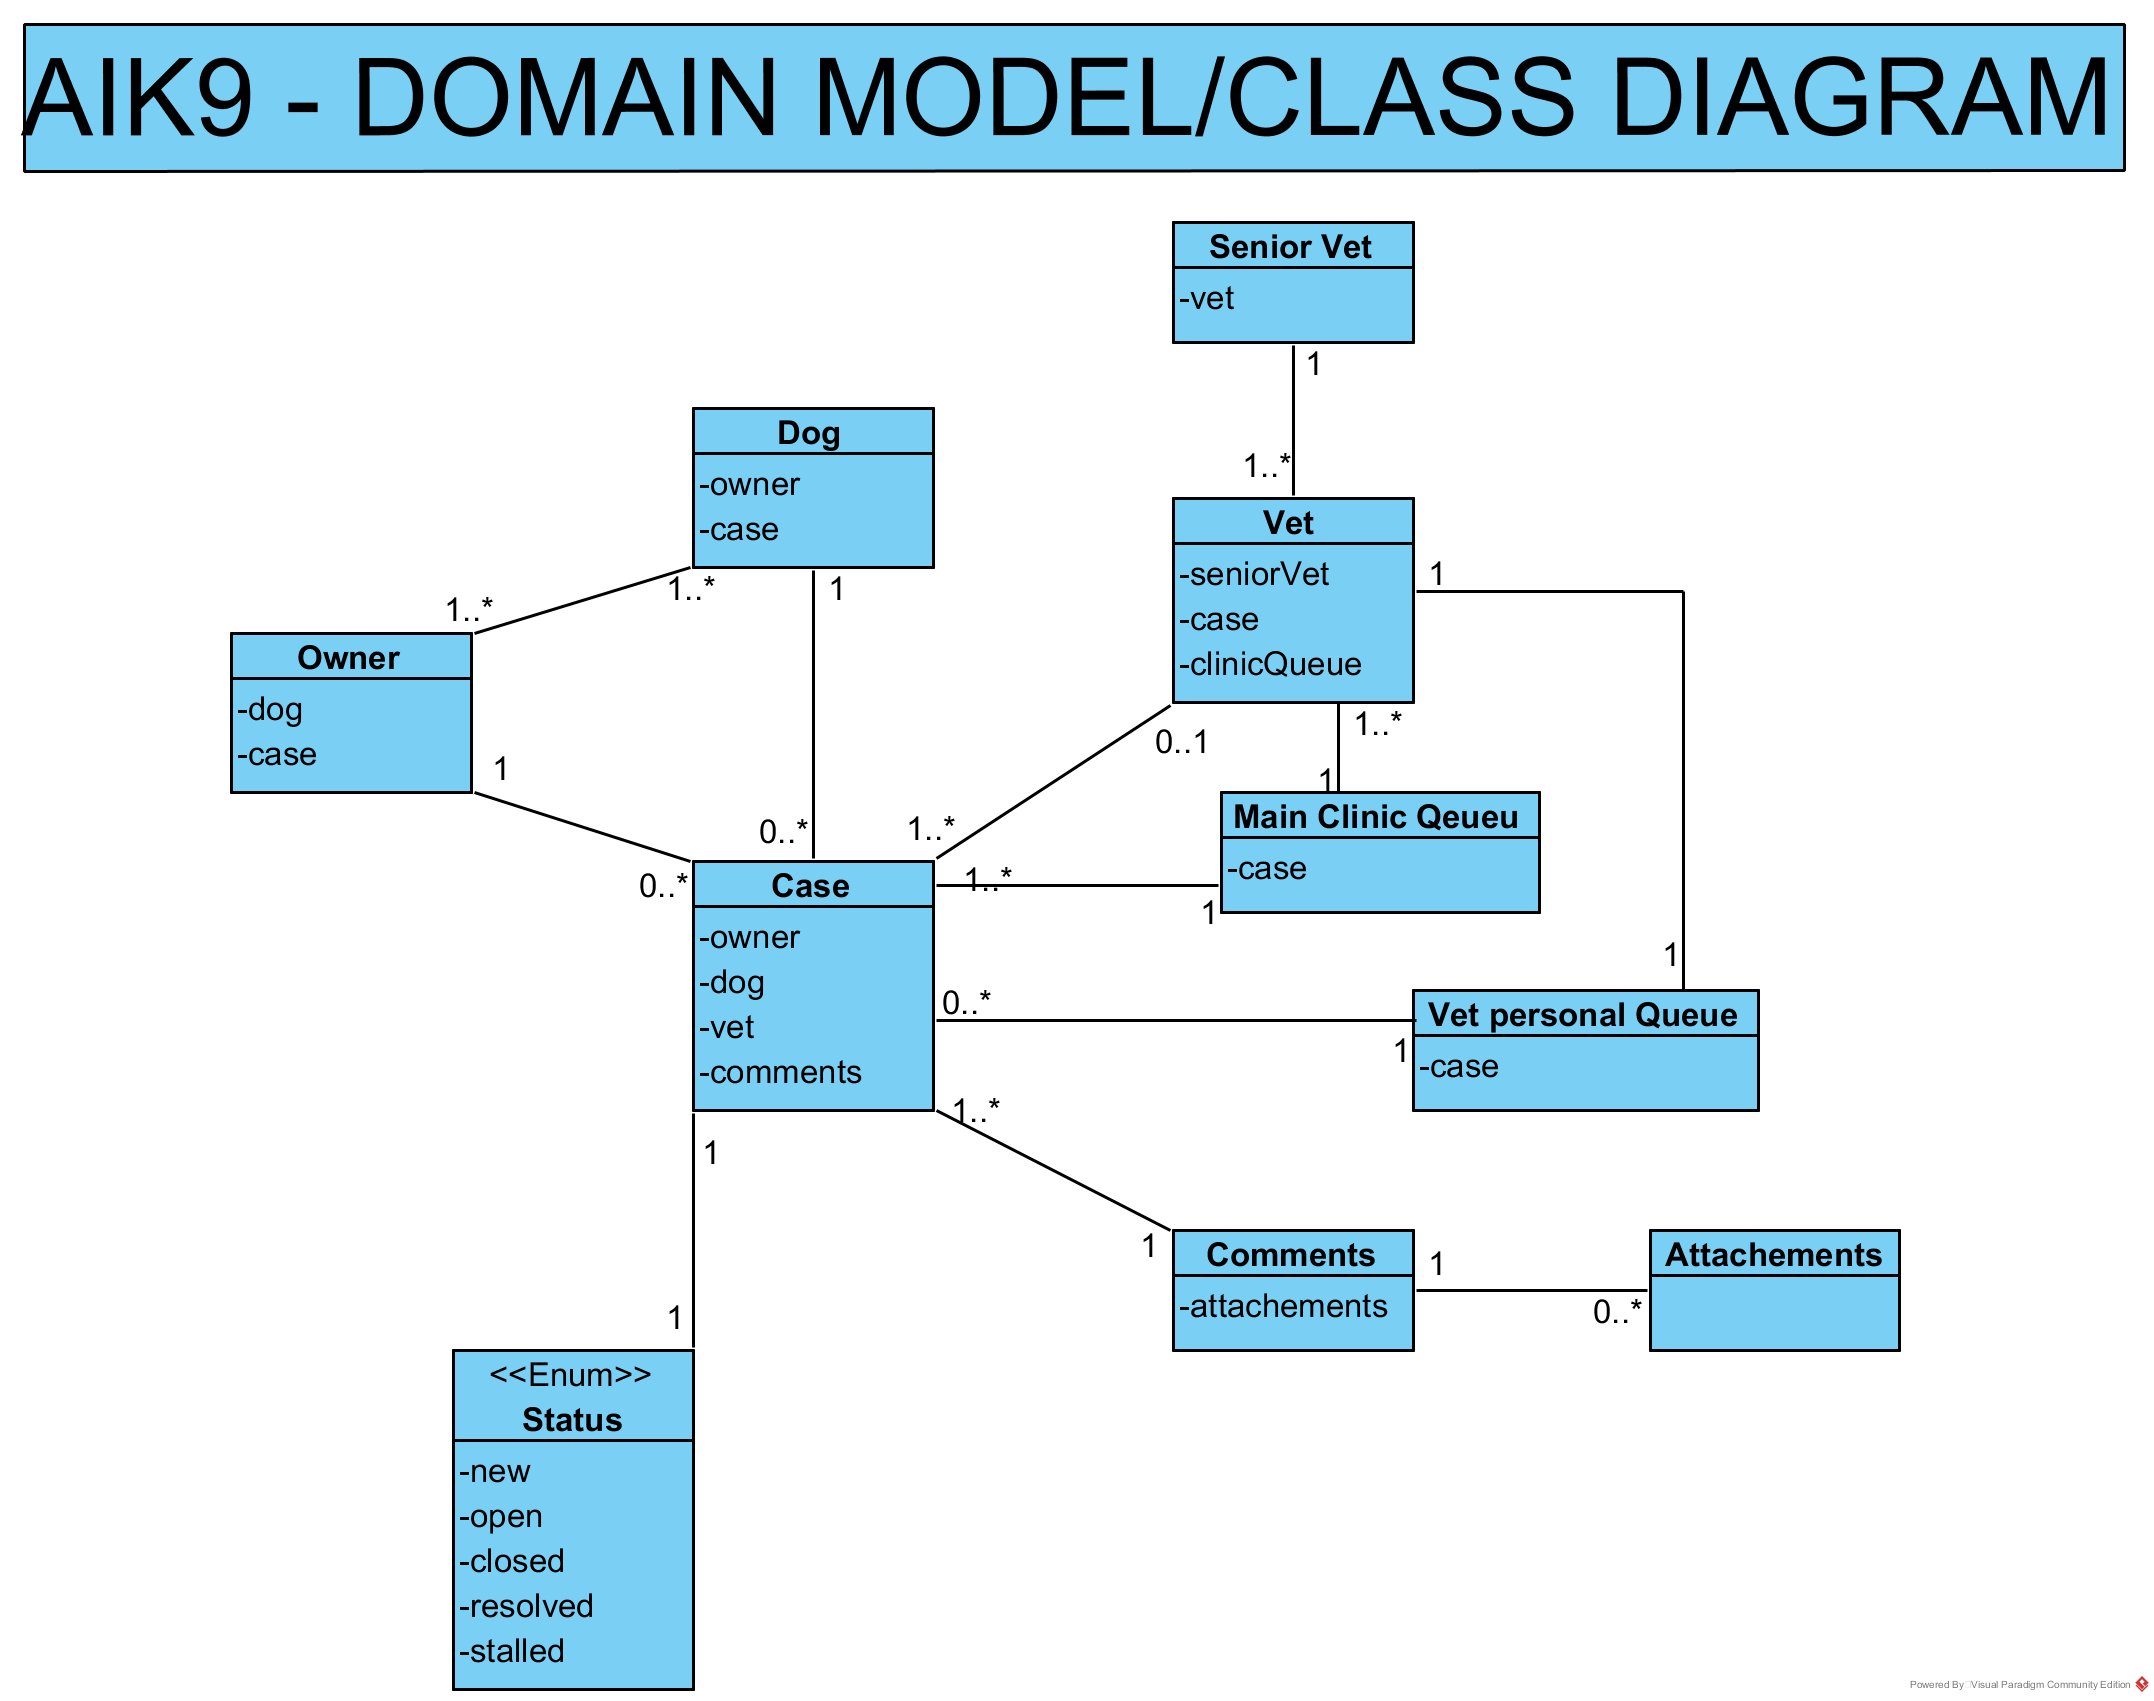 AIK9 - DOMAIN MODEL/CLASS DIAGRAM
Senior Vet
-vet
1
1..*
Dog
-owner
-case
1..*
1
Vet
-seniorVet
-case
-clinicQueue
1
0..1
1..*
1..*
Owner
-dog
-case
1
0..*
0..*
1..*
1
Main Clinic Qeueu
-case
1..*
1
Case
-owner
-dog
-vet
-comments
0..*
1
1
Vet personal Queue
-case
1..*
1
1
1
Comments
-attachements
1
0..*
Attachements
<<Enum>>
Status
-new
-open
-closed
-resolved
-stalled
Powered By Visual Paradigm Community Edition